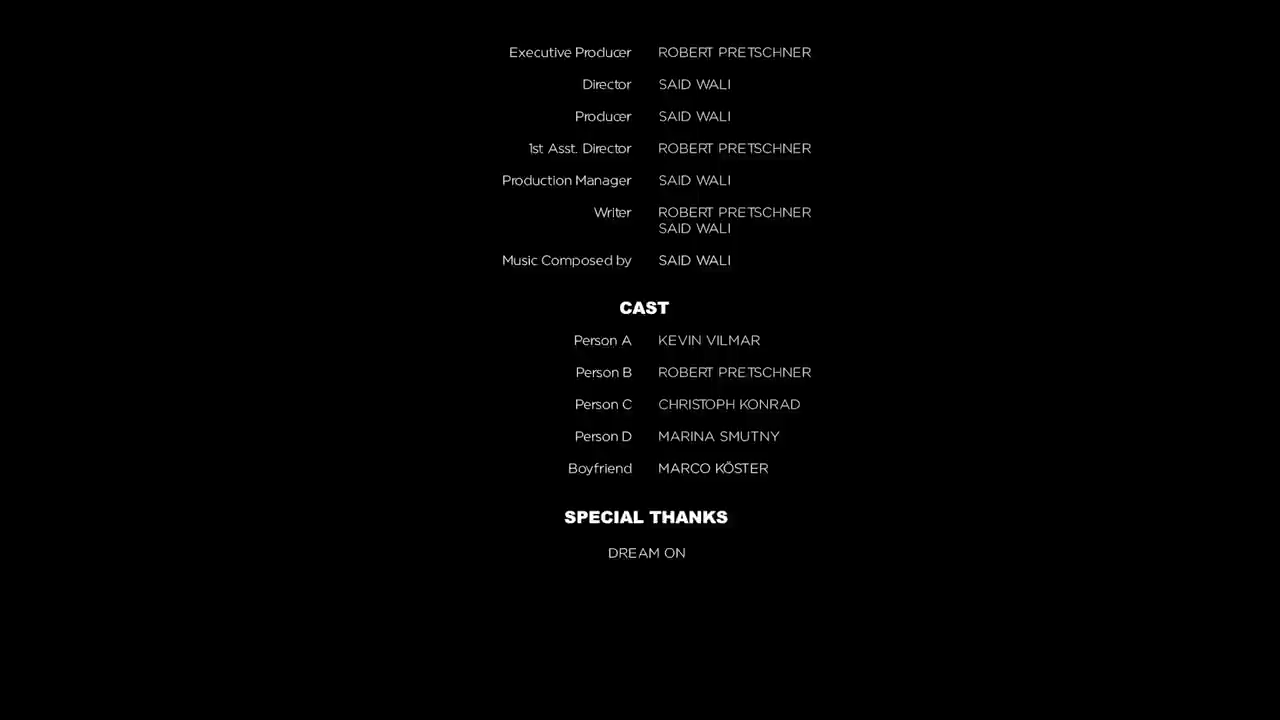 Executive Producer ROBERT PRETSCHNER
Director SAID WALI
Producer SAID WALI
1st Asst. Director ROBERT PRETSCHNER
Production Manager SAID WALI
Writer ROBERT PRETSCHNER
SAID WALI
Music Composed by SAID WALI
CAST
Person A KEVIN VILMAR
Person B ROBERT PRETSCHNER
Person C CHRISTOPH KONRAD
Person D MARINA SMUTNY
Boyfriend MARCO KÖSTER
SPECIAL THANKS
DREAM ON